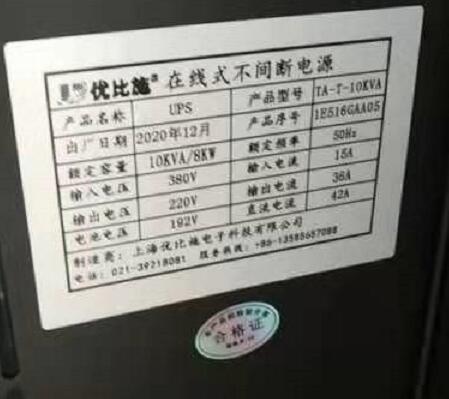 优比施® 在线式不间断电源
产品名称 UPS 产品型号 TA-T-10KVA
出厂日期 2020年12月 产品序号 1E516GAA05
额定容量 10KVA/8KW 额定频率 50Hz
输入电压 380V 输入电流 15A
输出电压 220V 输出电流 36A
电池电压 192V 直流电流 42A
制造商：上海优比施电子科技有限公司
电话：021-39218081 服务热线：+86-13585657088
合格证